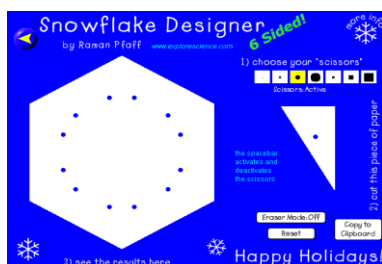 Snowflake Designer
by Raman Pfaff
www.explorescience.com
6 Sided!
more info
1) choose your "scissors"
Scissors: Active
the spacebar
activates and
deactivates
the scissors
2) cut this piece of paper
Eraser Mode: Off
Reset
Copy to
Clipboard
3) see the results here
Happy Holidays!